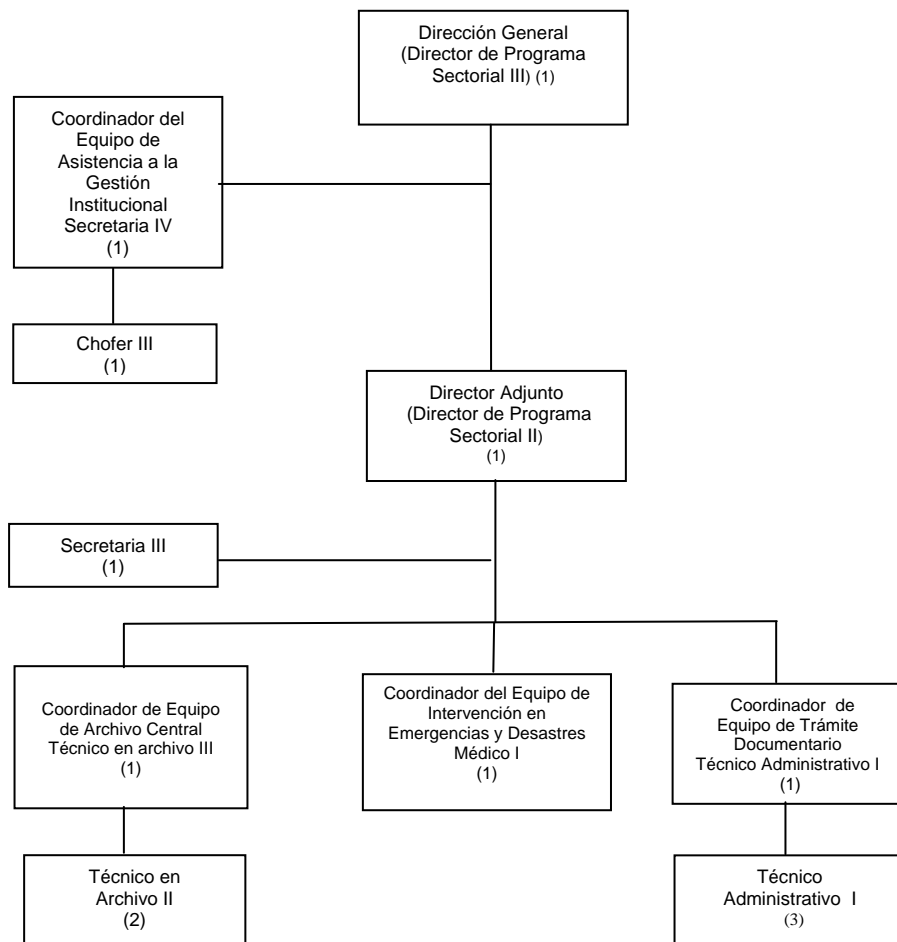 Dirección General
(Director de Programa
Sectorial III) (1)
Coordinador del
Equipo de
Asistencia a la
Gestión
Institucional
Secretaria IV
(1)
Chofer III
(1)
Director Adjunto
(Director de Programa
Sectorial II)
(1)
Secretaria III
(1)
Coordinador de Equipo
de Archivo Central
Técnico en archivo III
(1)
Coordinador del Equipo de
Intervención en
Emergencias y Desastres
Médico I
(1)
Coordinador de
Equipo de Trámite
Documentario
Técnico Administrativo I
(1)
Técnico en
Archivo II
(2)
Técnico
Administrativo I
(3)